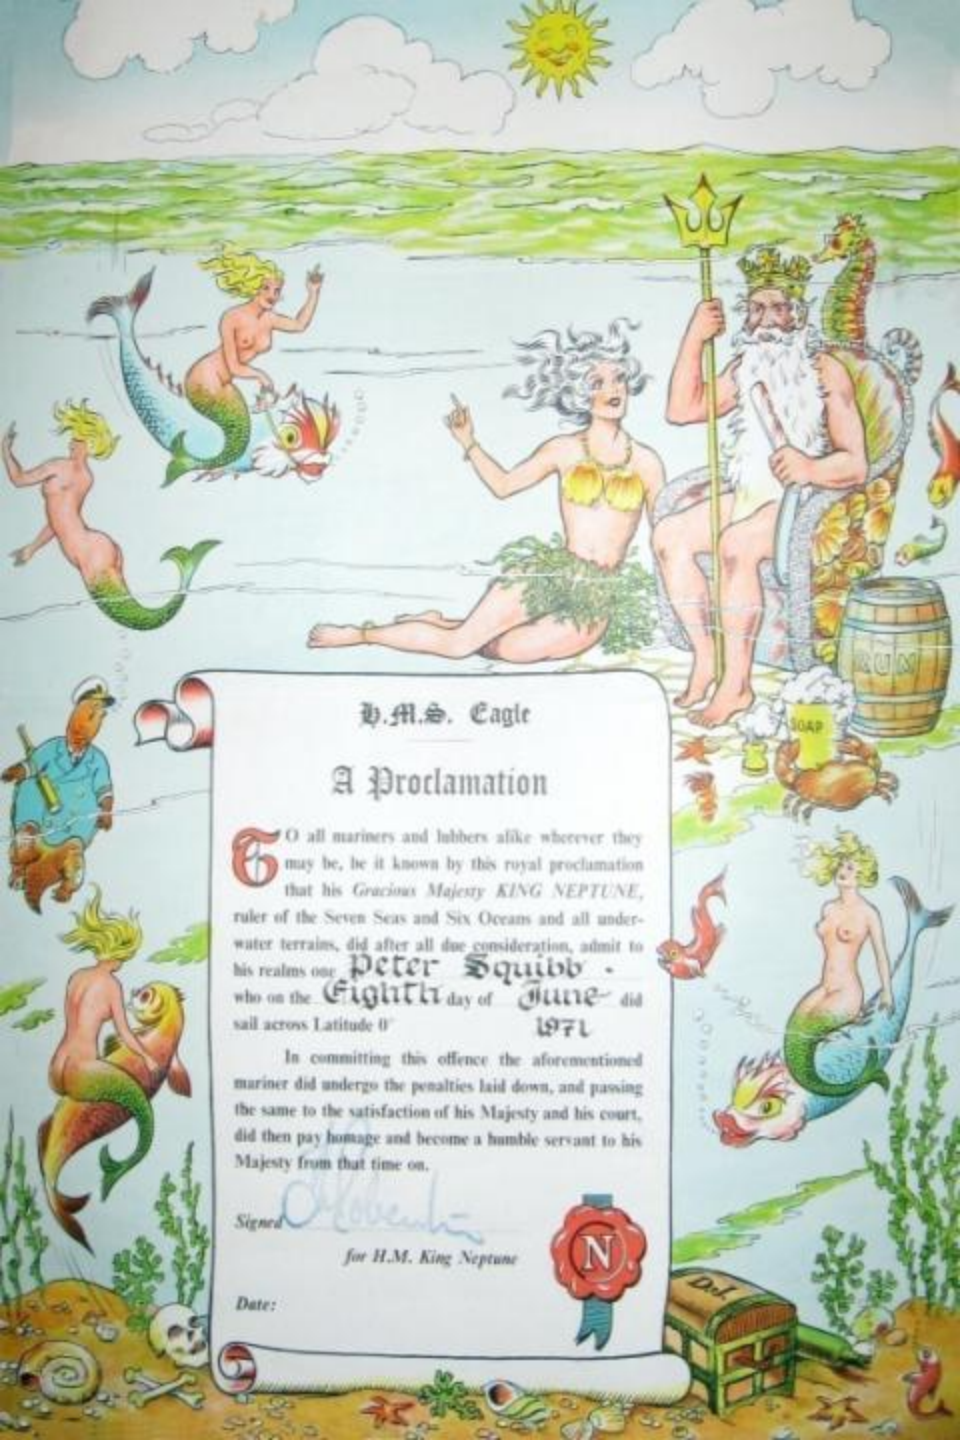 RUM
SOAP
H.M.S. Eagle
A Proclamation
TO all mariners and lubbers alike wherever they
may be, be it known by this royal proclamation
that his Gracious Majesty KING NEPTUNE,
ruler of the Seven Seas and Six Oceans and all under-
water terrains, did after all due consideration, admit to
his realms one Peter Squibb.
who on the Eighth day of June did
sail across Latitude 0° 1971
In committing this offence the aforementioned
mariner did undergo the penalties laid down, and passing
the same to the satisfaction of his Majesty and his court,
did then pay homage and become a humble servant to his
Majesty from that time on.
Signed
for H.M. King Neptune
N
Date: